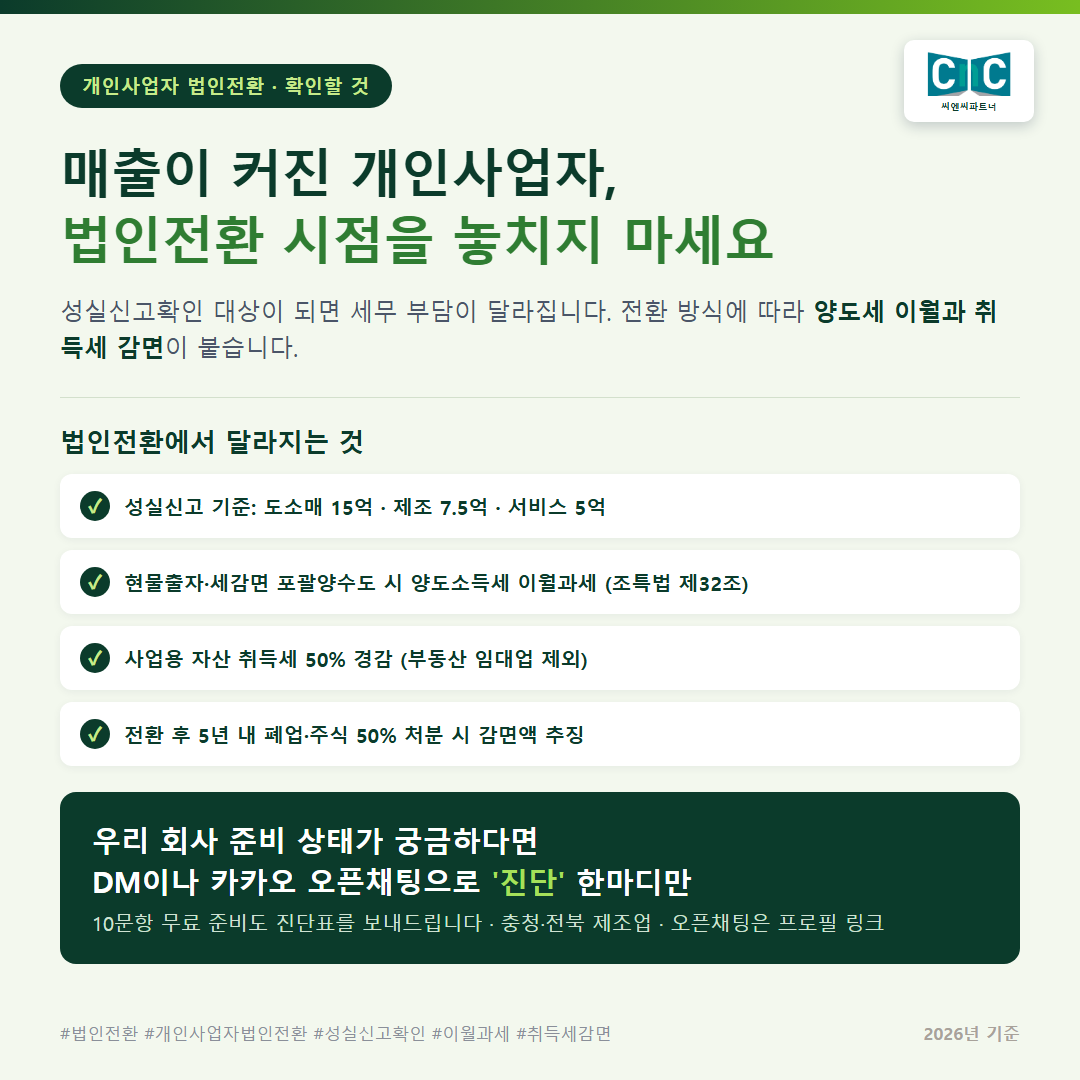 개인사업자 법인전환 · 확인할 것
CnC
씨엔씨파트너
매출이 커진 개인사업자,
법인전환 시점을 놓치지 마세요
성실신고확인 대상이 되면 세무 부담이 달라집니다. 전환 방식에 따라 양도세 이월과 취
득세 감면이 붙습니다.
법인전환에서 달라지는 것
성실신고 기준: 도소매 15억 · 제조 7.5억 · 서비스 5억
현물출자·세감면 포괄양수도 시 양도소득세 이월과세 (조특법 제32조)
사업용 자산 취득세 50% 경감 (부동산 임대업 제외)
전환 후 5년 내 폐업·주식 50% 처분 시 감면액 추징
우리 회사 준비 상태가 궁금하다면
DM이나 카카오 오픈채팅으로 '진단' 한마디만
10문항 무료 준비도 진단표를 보내드립니다 · 충청·전북 제조업 · 오픈채팅은 프로필 링크
#법인전환 #개인사업자법인전환 #성실신고확인 #이월과세 #취득세감면
2026년 기준